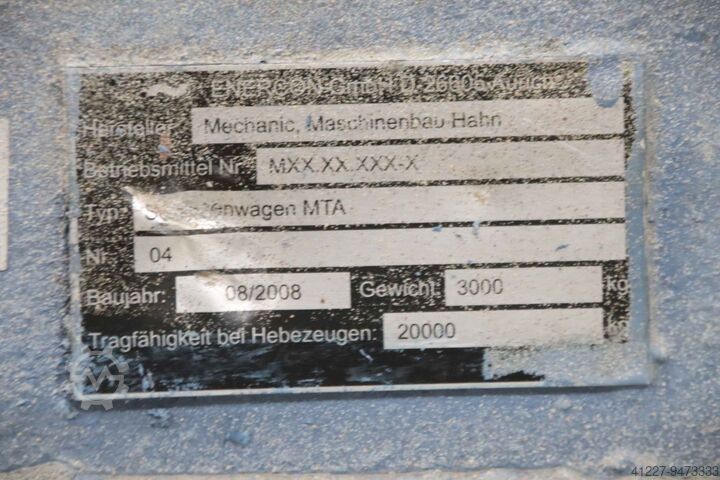 ENERCON GmbH D-26605 Aurich
Hersteller: Mechanic, Maschinenbau Hahn
Betriebsmittel Nr.: MXX.XX.XXX-X
Typ: MTA
Nr. 04
Baujahr: 08/2008 Gewicht: 3000 kg
Tragfähigkeit bei Hebezeugen: 20000 kg
41227-9473333